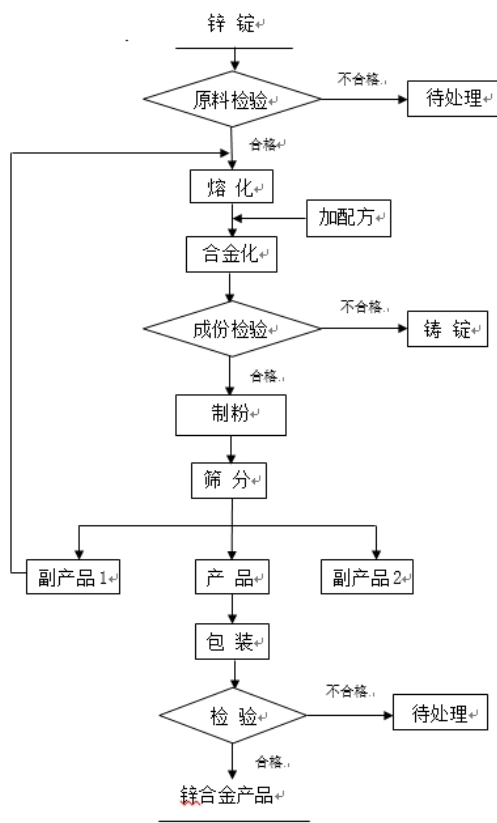 锌 锭
原料检验
不合格
待处理
合格
熔 化
加配方
合金化
成份检验
不合格
铸 锭
合格
制粉
筛 分
副产品1
产 品
副产品2
包 装
检 验
不合格
待处理
合格
锌合金产品